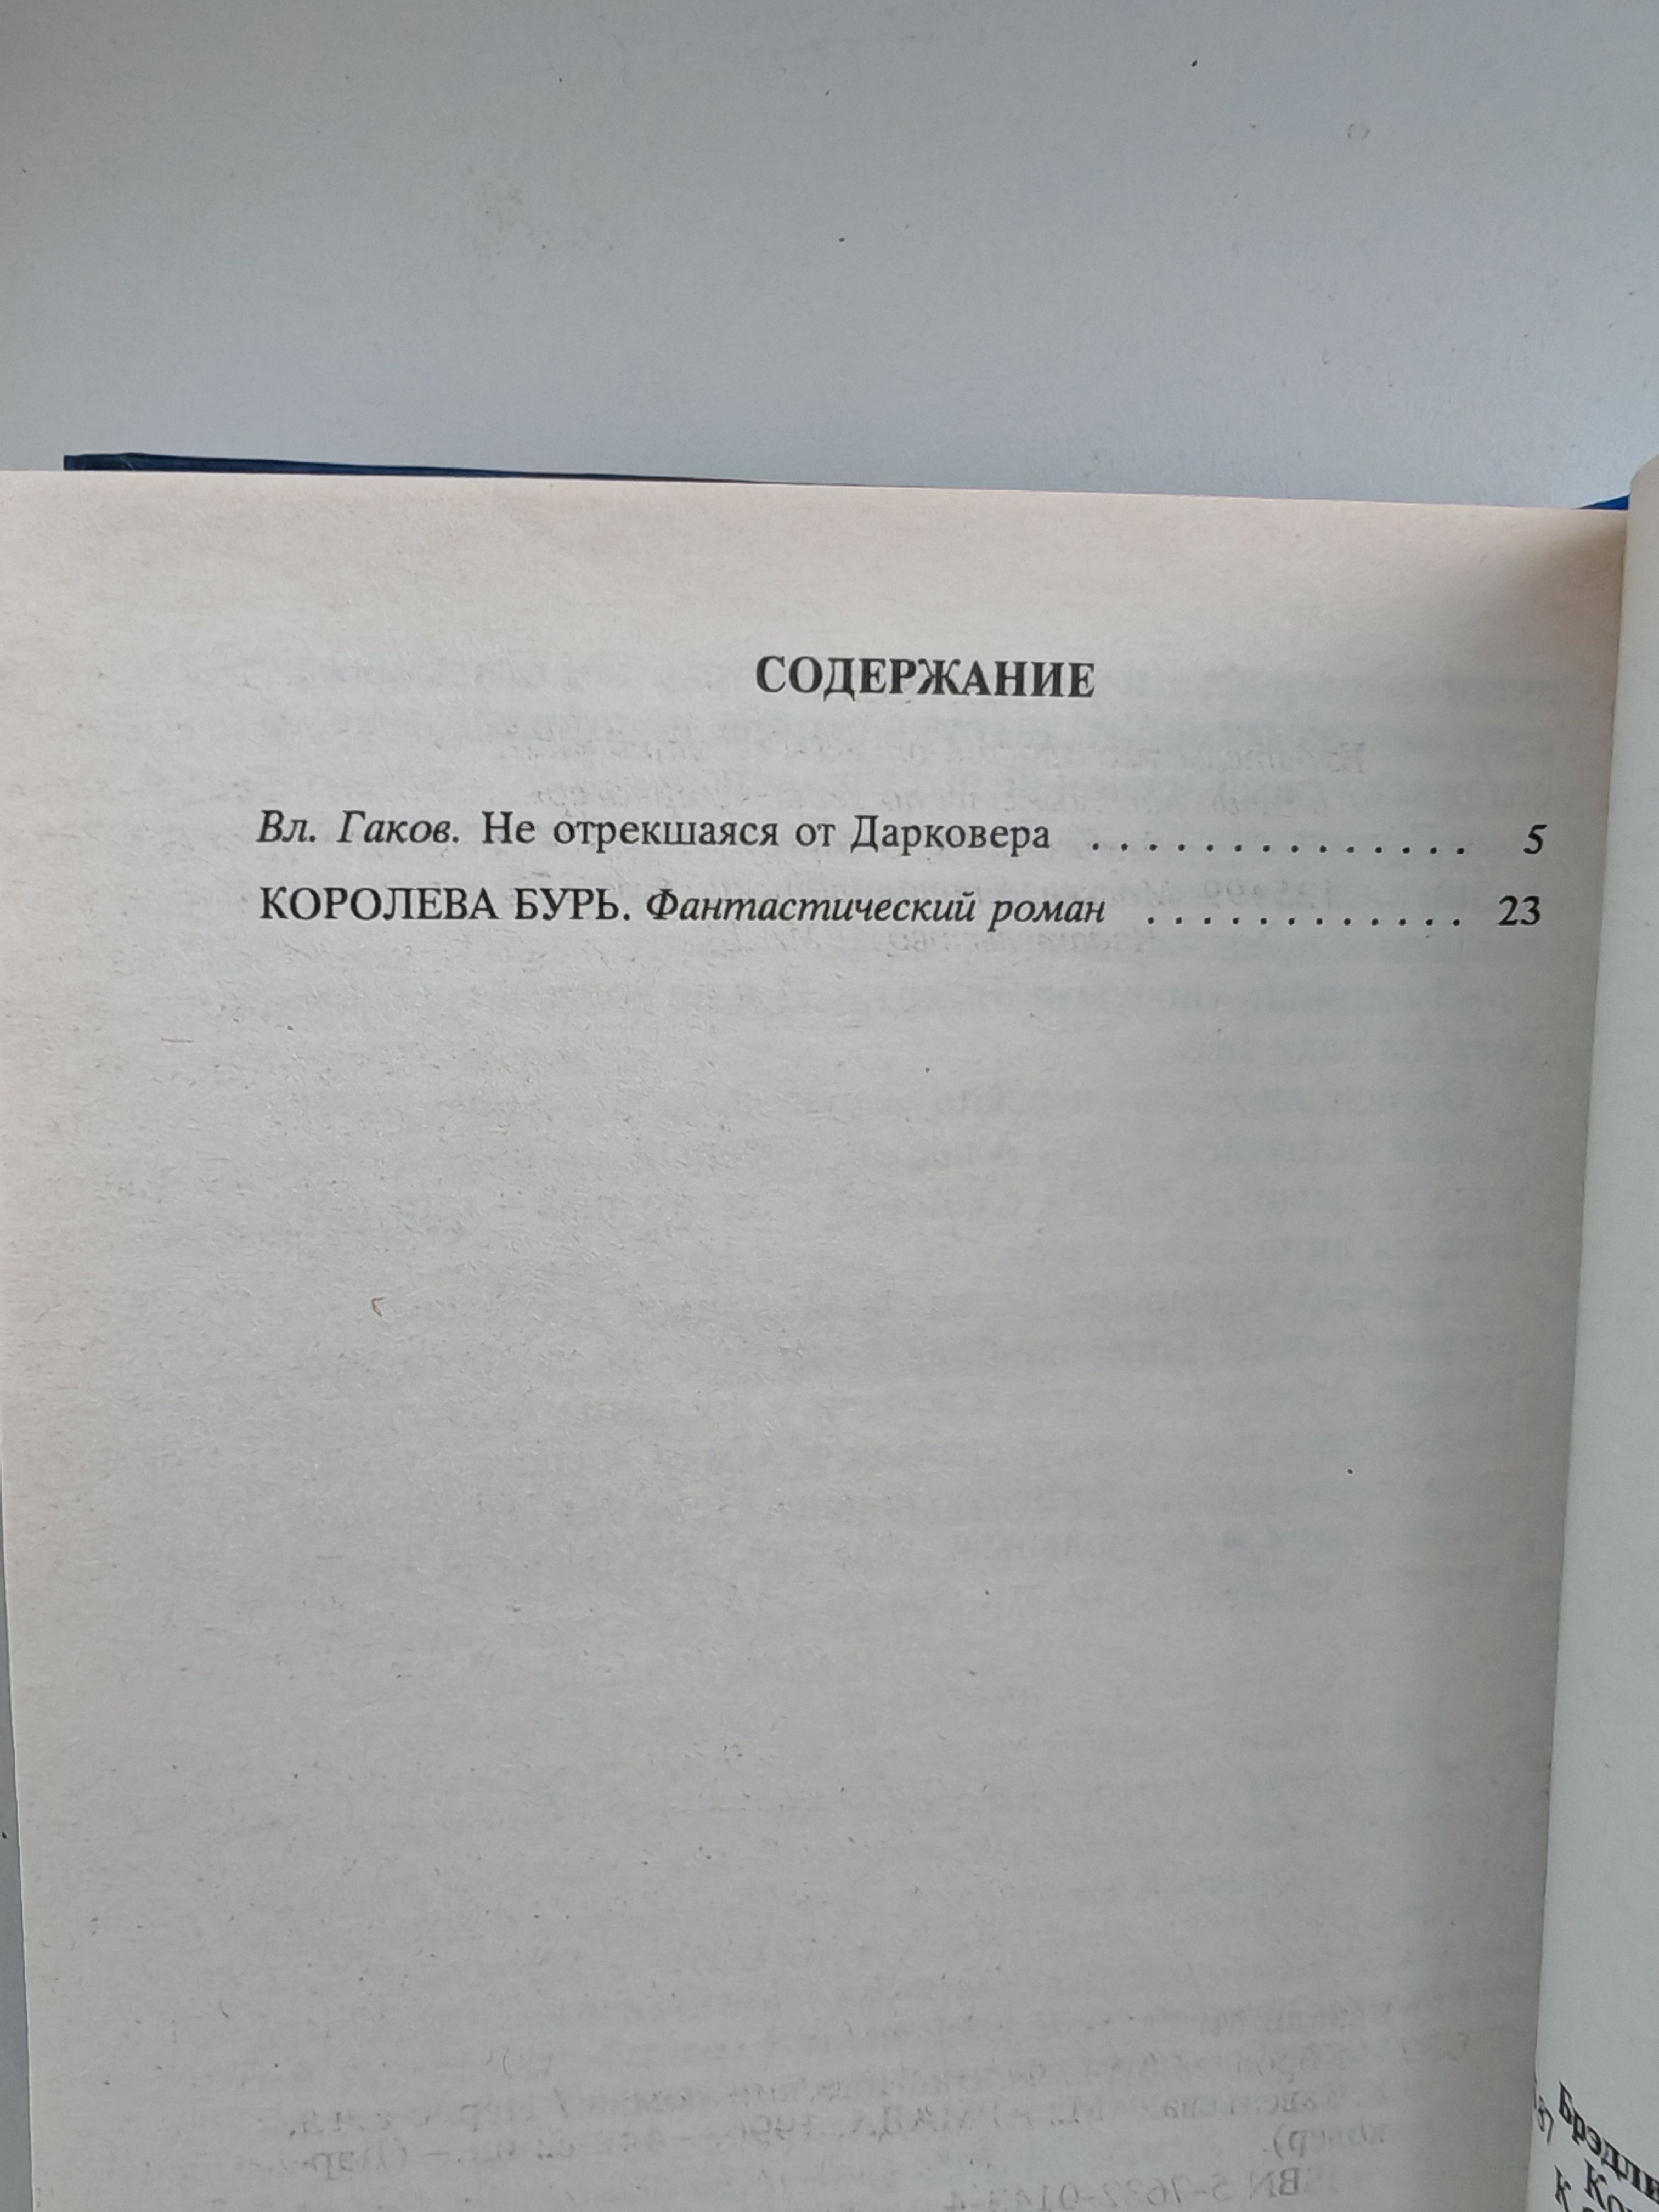 СОДЕРЖАНИЕ
Вл. Гаков. Не отрекшаяся от Дарковера . . . . . . . . . . . . . . 5
КОРОЛЕВА БУРЬ. Фантастический роман . . . . . . . . . . . . 23